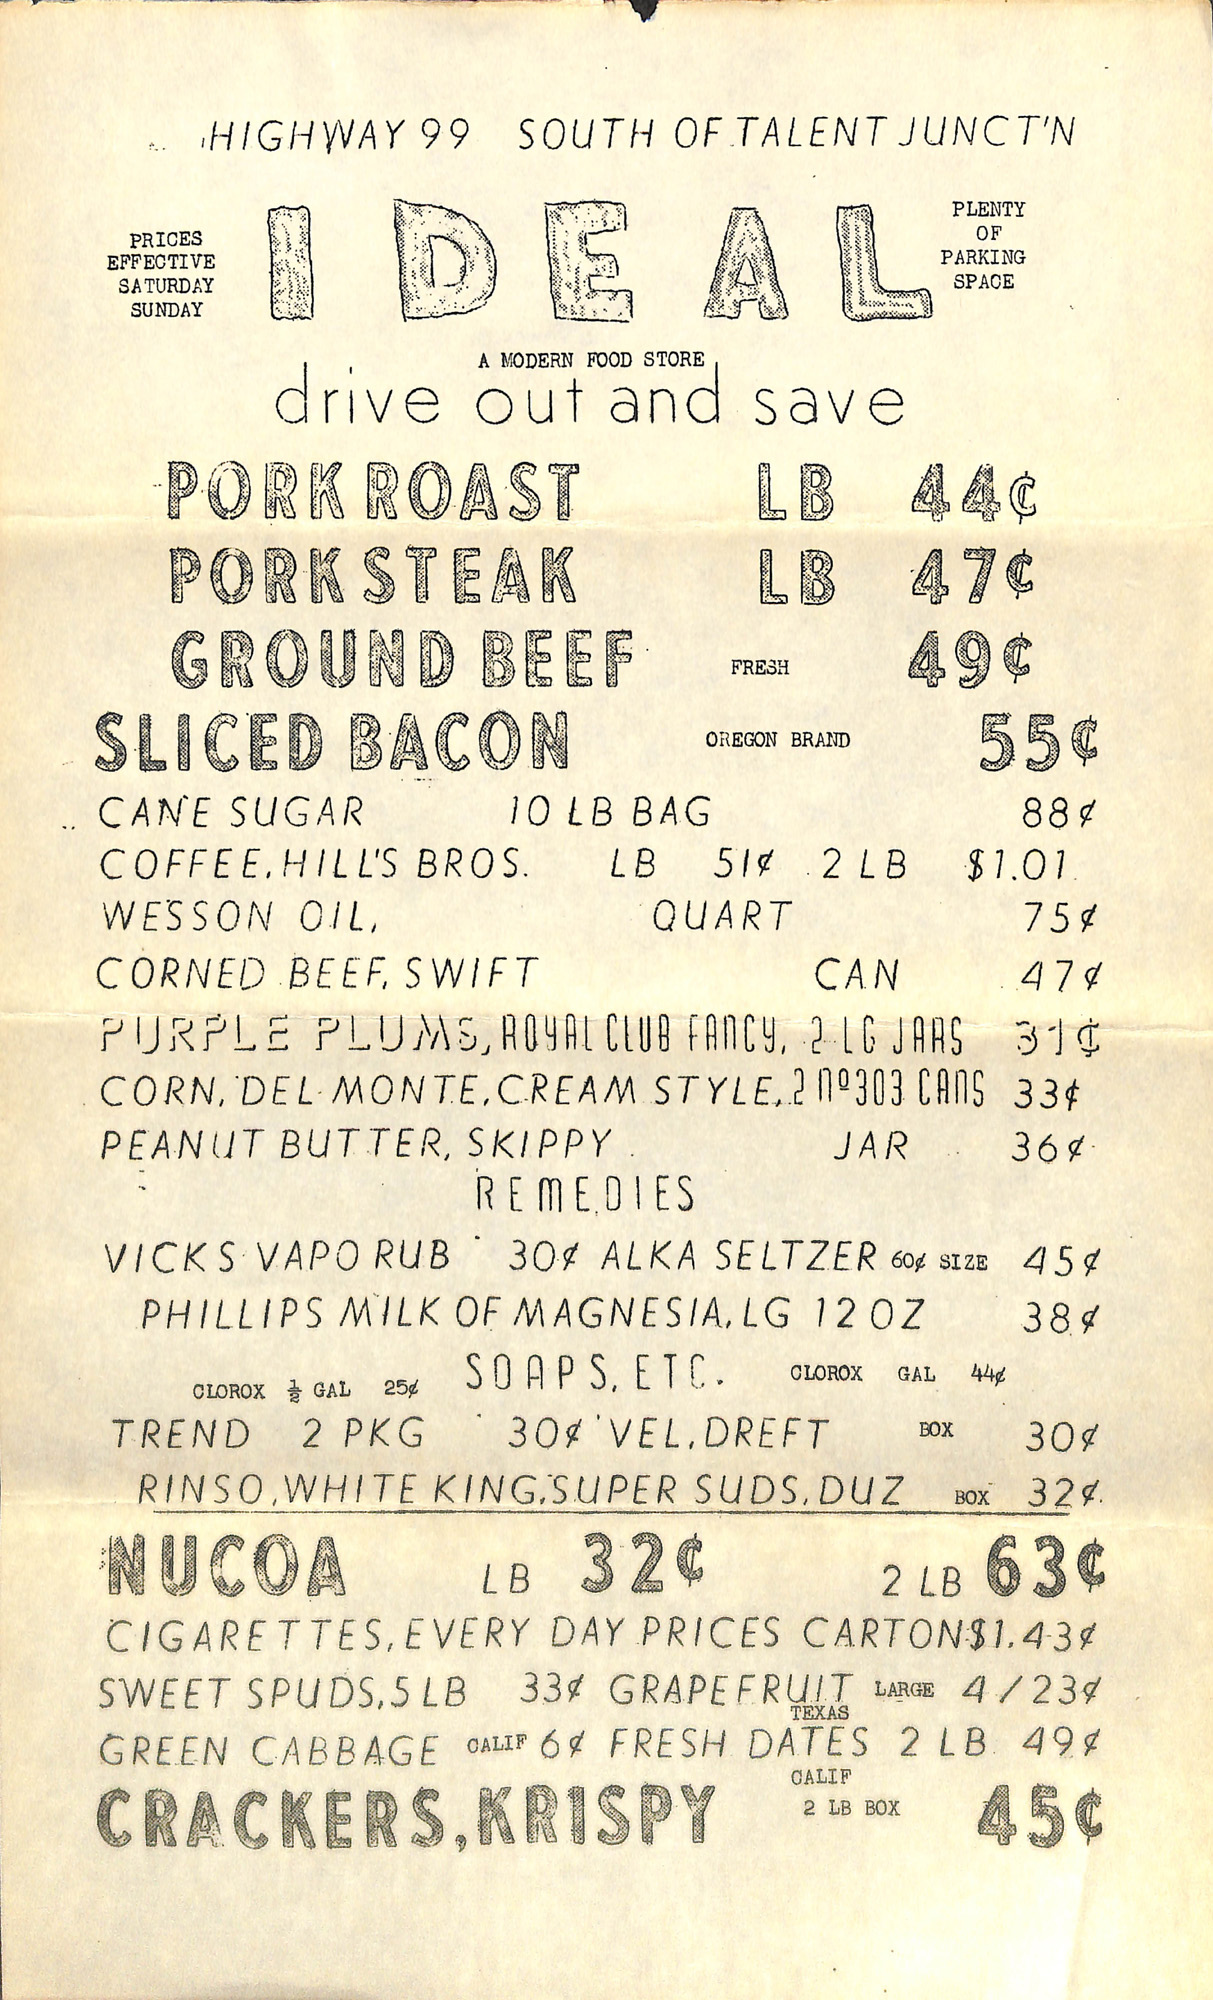 HIGHWAY 99 SOUTH OF TALENT JUNCT'N
PRICES
EFFECTIVE
SATURDAY
SUNDAY
IDEAL
PLENTY
OF
PARKING
SPACE
A MODERN FOOD STORE
drive out and save
PORK ROAST LB 44¢
PORK STEAK LB 47¢
GROUND BEEF FRESH 49¢
SLICED BACON OREGON BRAND 55¢
CANE SUGAR 10 LB BAG 88¢
COFFEE, HILL'S BROS. LB 51¢ 2 LB $1.01
WESSON OIL, QUART 75¢
CORNED BEEF, SWIFT CAN 47¢
PURPLE PLUMS, ROYAL CLUB FANCY, 2 LG JARS 31¢
CORN, DEL MONTE, CREAM STYLE, 2 Nº303 CANS 33¢
PEANUT BUTTER, SKIPPY JAR 36¢
REMEDIES
VICKS VAPO RUB 30¢ ALKA SELTZER 60¢ SIZE 45¢
PHILLIPS MILK OF MAGNESIA, LG 12 OZ 38¢
SOAPS, ETC.
CLOROX ½ GAL 25¢ CLOROX GAL 44¢
TREND 2 PKG 30¢ VEL, DREFT BOX 30¢
RINSO, WHITE KING, SUPER SUDS, DUZ BOX 32¢
NUCOA LB 32¢ 2 LB 63¢
CIGARETTES, EVERY DAY PRICES CARTON $1.43¢
SWEET SPUDS, 5 LB 33¢ GRAPEFRUIT LARGE 4/23¢
TEXAS
GREEN CABBAGE CALIF 6¢ FRESH DATES 2 LB 49¢
CALIF
CRACKERS, KRISPY 2 LB BOX 45¢